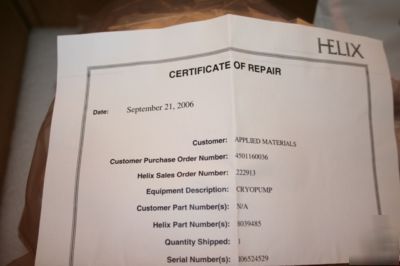 HELIX
CERTIFICATE OF REPAIR
Date: September 21, 2006
Customer: APPLIED MATERIALS
Customer Purchase Order Number: 4501160036
Helix Sales Order Number: 222913
Equipment Description: CRYOPUMP
Customer Part Number(s): N/A
Helix Part Number(s): 8039485
Quantity Shipped: 1
Serial Number(s): I06524529